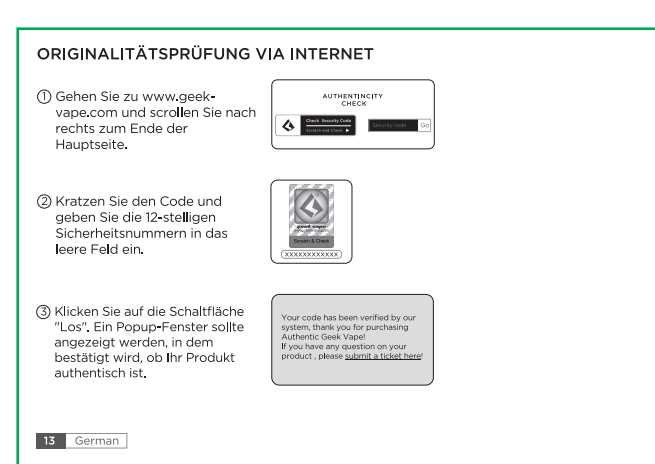 ORIGINALITÄTSPRÜFUNG VIA INTERNET
① Gehen Sie zu www.geek-
vape.com und scrollen Sie nach
rechts zum Ende der
Hauptseite.
AUTHENTINCITY
CHECK
Check Security Code
Scratch and Check ▶
Security code
Go
② Kratzen Sie den Code und
geben Sie die 12-stelligen
Sicherheitsnummern in das
leere Feld ein.
geek vape
Scratch & Check
XXXXXXXXXXXX
③ Klicken Sie auf die Schaltfläche
"Los". Ein Popup-Fenster sollte
angezeigt werden, in dem
bestätigt wird, ob Ihr Produkt
authentisch ist.
Your code has been verified by our
system, thank you for purchasing
Authentic Geek Vape!
If you have any question on your
product , please submit a ticket here!
13 German